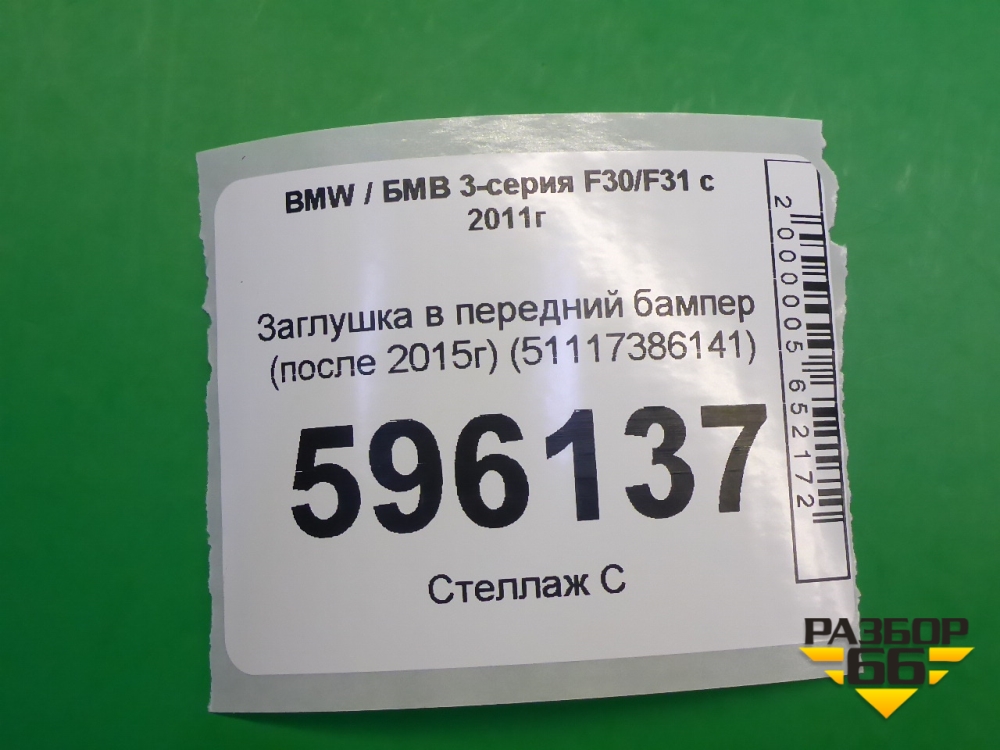 BMW / БМВ 3-серия F30/F31 с
2011г
Заглушка в передний бампер
(после 2015г) (51117386141)
596137
Стеллаж С
2000005652172
РАЗБОР
66